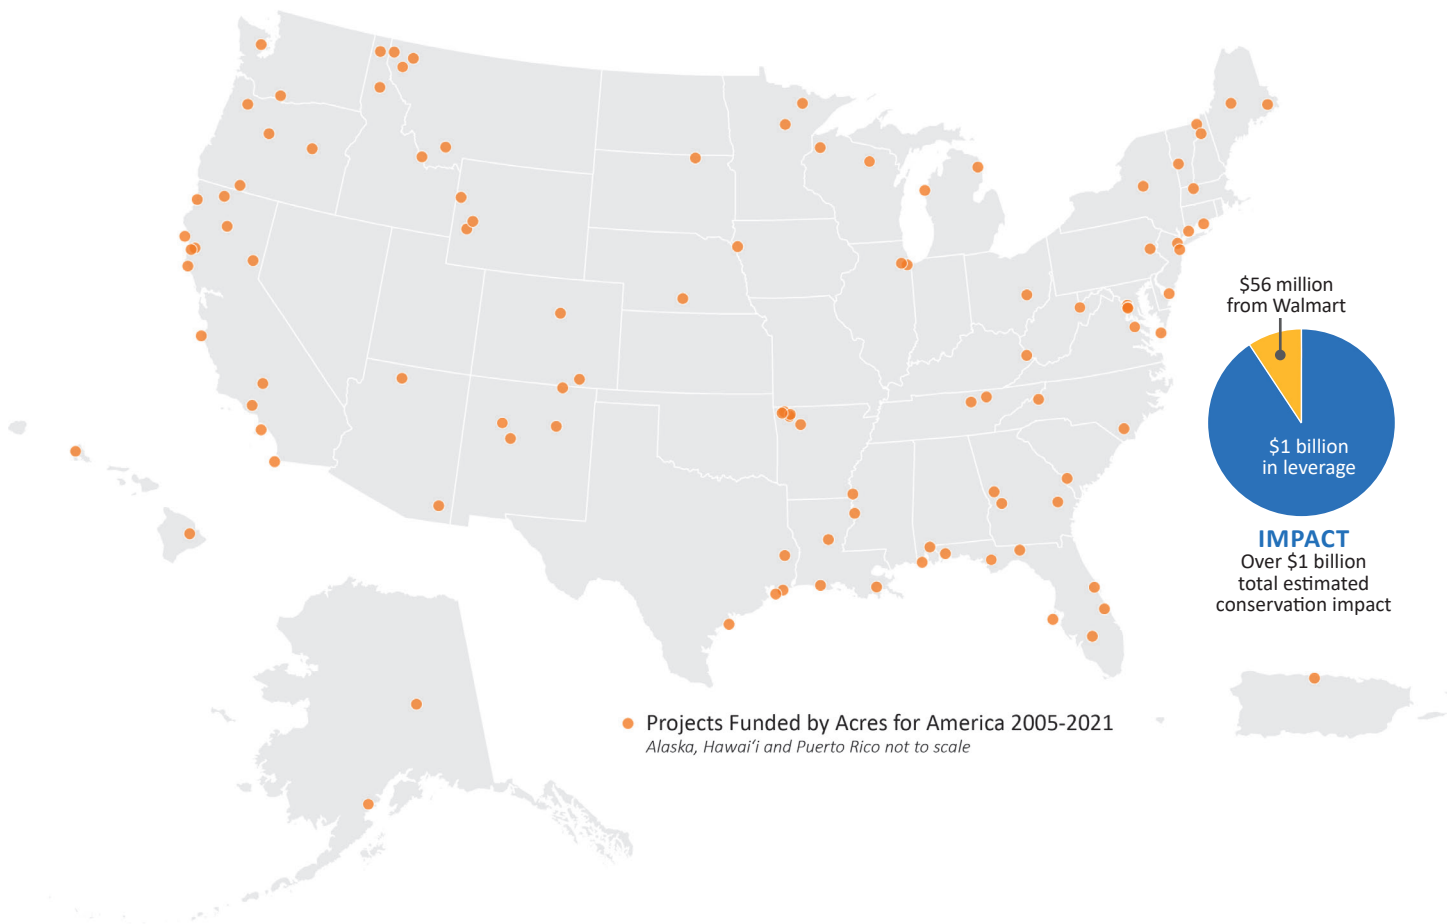 $56 million
from Walmart
$1 billion
in leverage
IMPACT
Over $1 billion
total estimated
conservation impact
Projects Funded by Acres for America 2005-2021
Alaska, Hawaiʻi and Puerto Rico not to scale